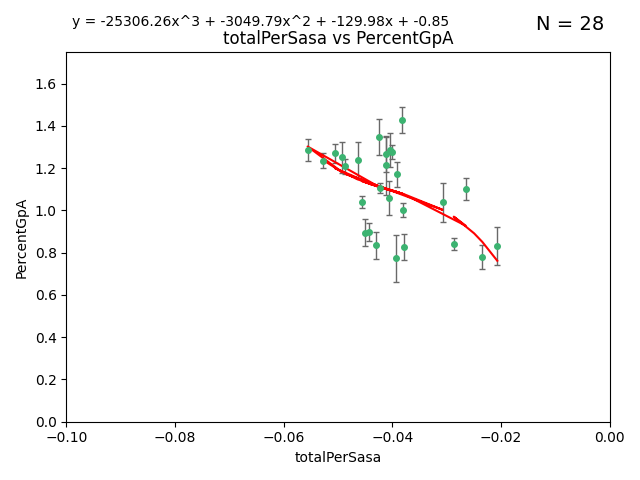 y = -25306.26x^3 + -3049.79x^2 + -129.98x + -0.85
N = 28
totalPerSasa vs PercentGpA
PercentGpA
1.6
1.4
1.2
1.0
0.8
0.6
0.4
0.2
0.0
−0.10 −0.08 −0.06 −0.04 −0.02 0.00
totalPerSasa